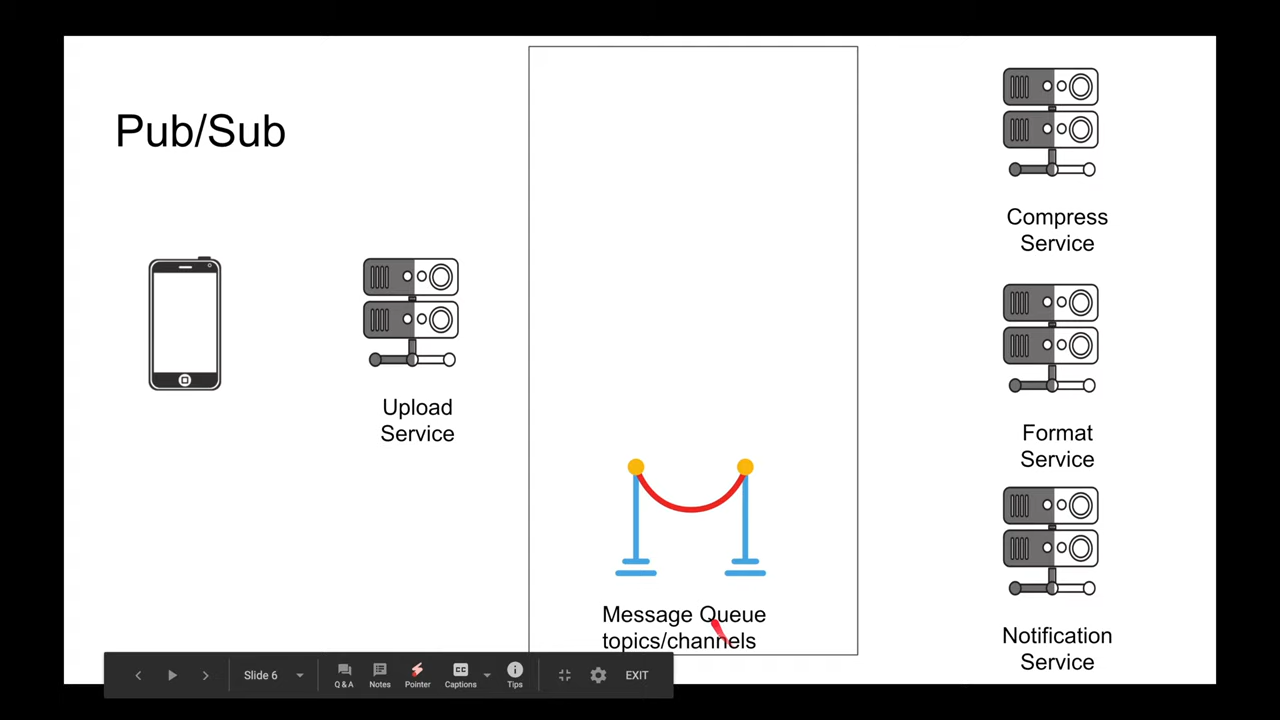 Pub/Sub
Compress
Service
Upload
Service
Format
Service
Message Queue
topics/channels
Notification
Service
Slide 6
Q & A
Notes
Pointer
CC
Captions
Tips
EXIT